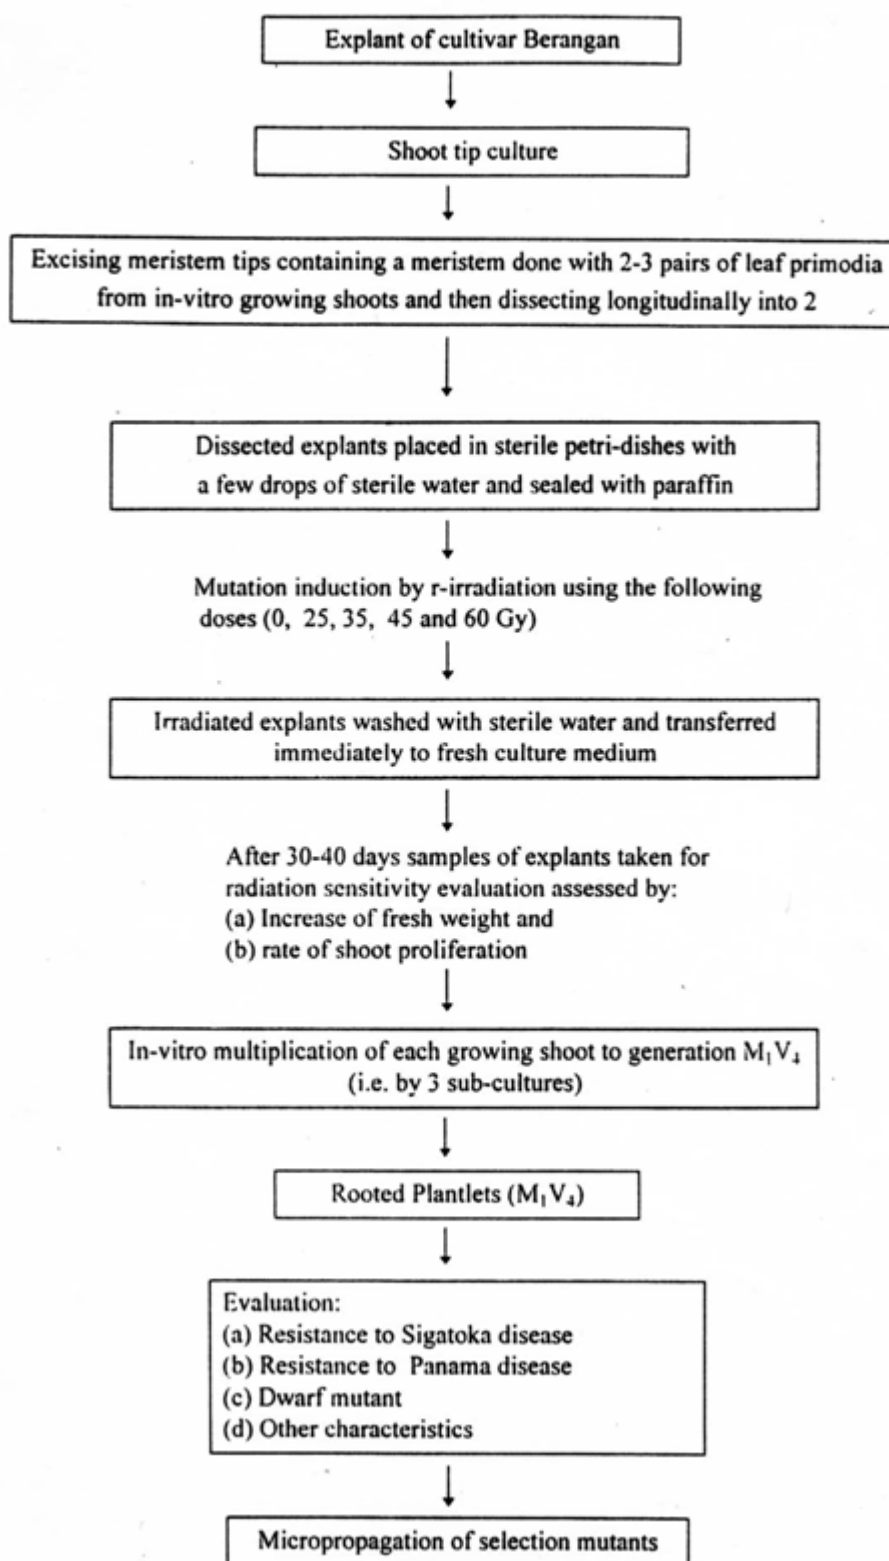 Explant of cultivar Berangan
Shoot tip culture
Excising meristem tips containing a meristem done with 2-3 pairs of leaf primodia
from in-vitro growing shoots and then dissecting longitudinally into 2
Dissected explants placed in sterile petri-dishes with
a few drops of sterile water and sealed with paraffin
Mutation induction by r-irradiation using the following
doses (0, 25, 35, 45 and 60 Gy)
Irradiated explants washed with sterile water and transferred
immediately to fresh culture medium
After 30-40 days samples of explants taken for
radiation sensitivity evaluation assessed by:
(a) Increase of fresh weight and
(b) rate of shoot proliferation
In-vitro multiplication of each growing shoot to generation M₁V₄
(i.e. by 3 sub-cultures)
Rooted Plantlets (M₁V₄)
Evaluation:
(a) Resistance to Sigatoka disease
(b) Resistance to Panama disease
(c) Dwarf mutant
(d) Other characteristics
Micropropagation of selection mutants